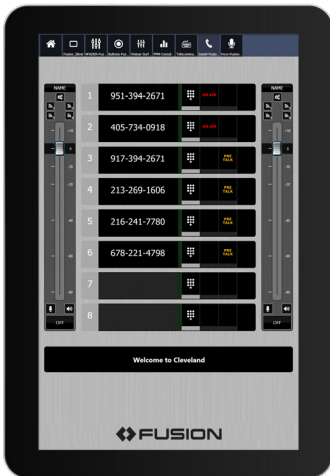 NAME
NAME
1 951-394-2671 ON AIR
2 405-734-0918 ON AIR
3 917-394-2671 PRE TALK
4 213-269-1606 PRE TALK
5 216-241-7780 PRE TALK
6 678-221-4798 PRE TALK
7
8
OFF
OFF
Welcome to Cleveland
FUSION